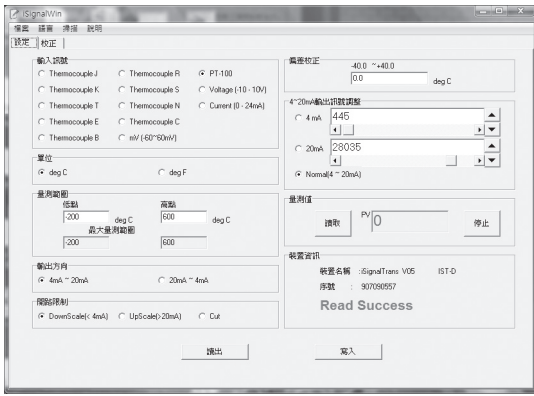 iSignalWin
檔案 語言 掃描 說明
設定 校正
輸入訊號
Thermocouple J Thermocouple R PT-100
Thermocouple K Thermocouple S Voltage (-10 - 10V)
Thermocouple T Thermocouple N Current (0 - 24mA)
Thermocouple E Thermocouple C
Thermocouple B mV (-60~60mV)
單位
deg C deg F
量測範圍
低點 高點
-200 deg C 600 deg C
最大量測範圍
-200 600
輸出方向
4mA ~ 20mA 20mA ~ 4mA
開路限制
DownScale(< 4mA) UpScale(>20mA) Cut
偏差校正
-40.0 ~+40.0
0.0 deg C
4~20mA輸出訊號調整
4 mA 445
20mA 28035
Normal(4 ~ 20mA)
量測值
讀取 PV 0 停止
裝置資訊
裝置名稱 :iSignalTrans V05 IST-D
序號 : 907090557
Read Success
讀出 寫入